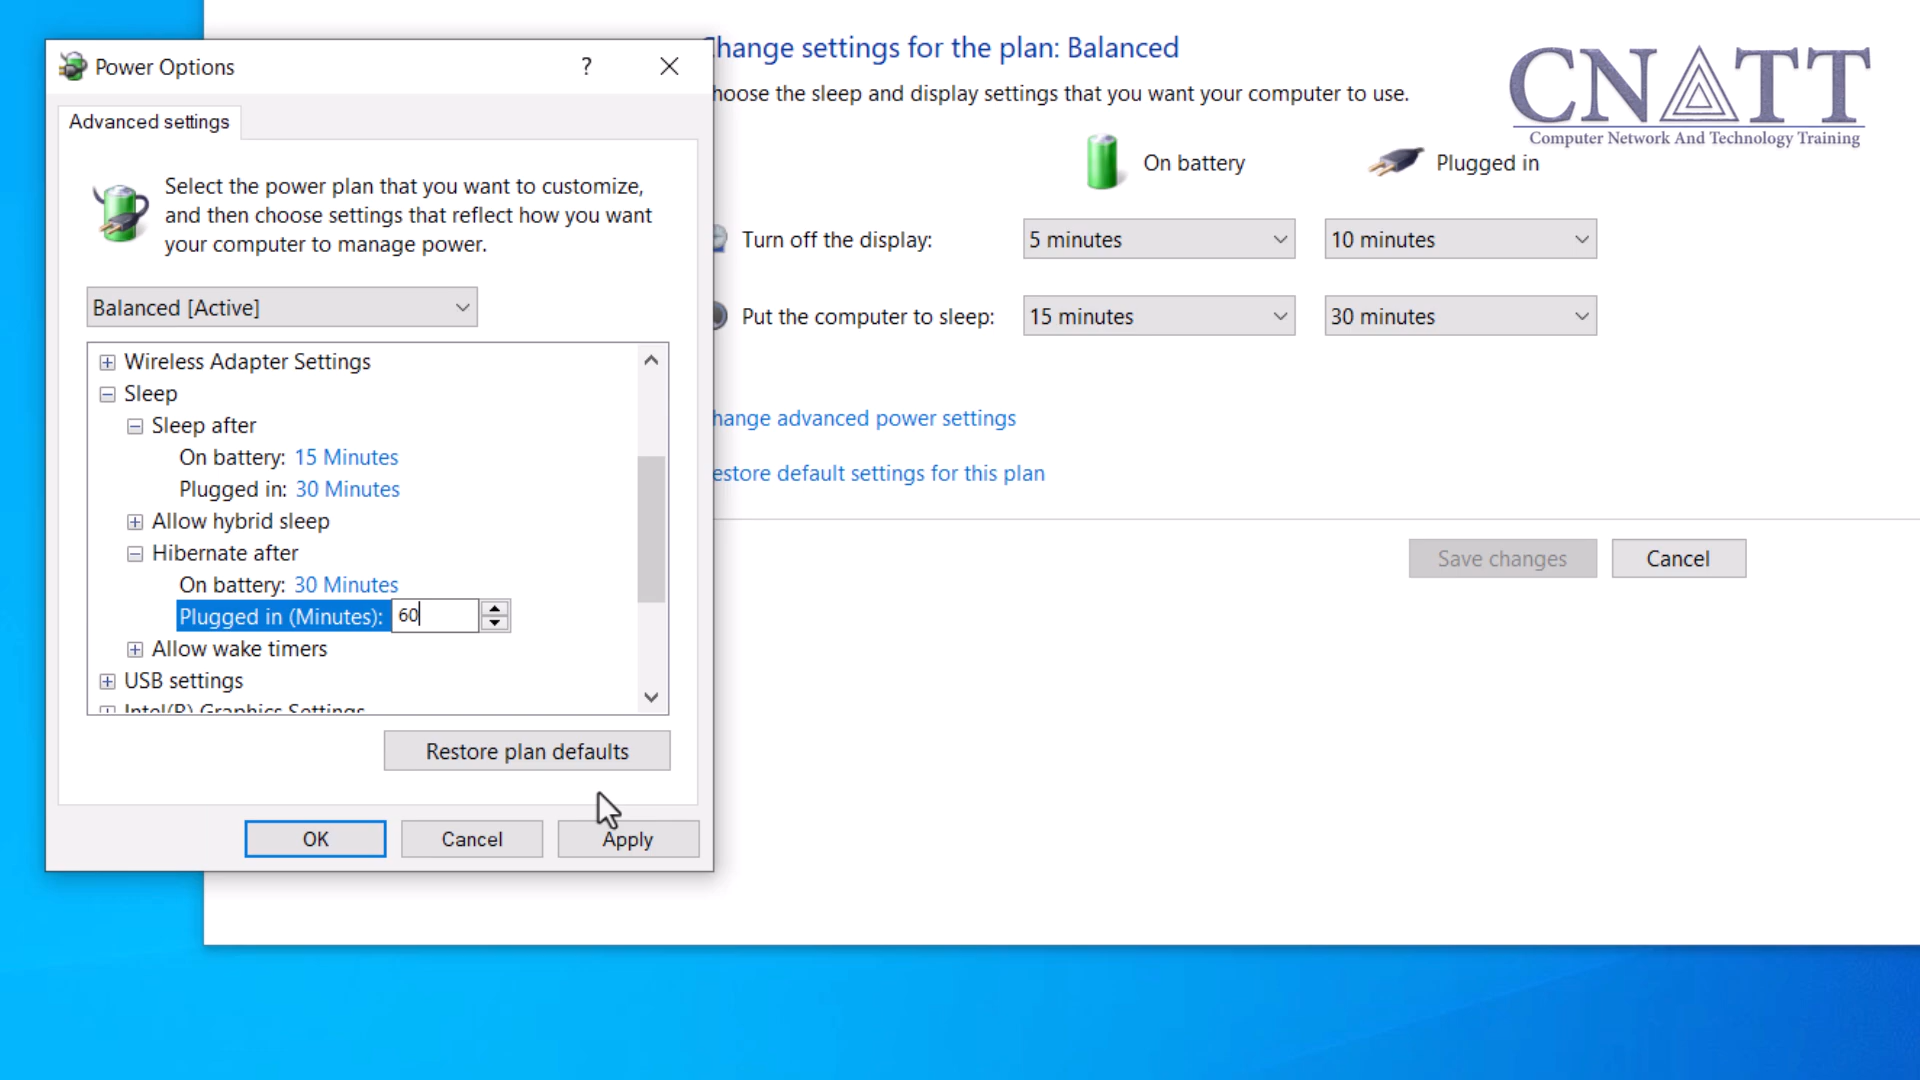 Power Options
?
Advanced settings
Select the power plan that you want to customize,
and then choose settings that reflect how you want
your computer to manage power.
Balanced [Active]
Wireless Adapter Settings
Sleep
Sleep after
On battery: 15 Minutes
Plugged in: 30 Minutes
Allow hybrid sleep
Hibernate after
On battery: 30 Minutes
Plugged in (Minutes): 60
Allow wake timers
USB settings
Intel(R) Graphics Settings
Restore plan defaults
OK Cancel Apply
Change settings for the plan: Balanced
hoose the sleep and display settings that you want your computer to use.
On battery Plugged in
Turn off the display: 5 minutes 10 minutes
Put the computer to sleep: 15 minutes 30 minutes
hange advanced power settings
estore default settings for this plan
Save changes Cancel
CNATT
Computer Network And Technology Training